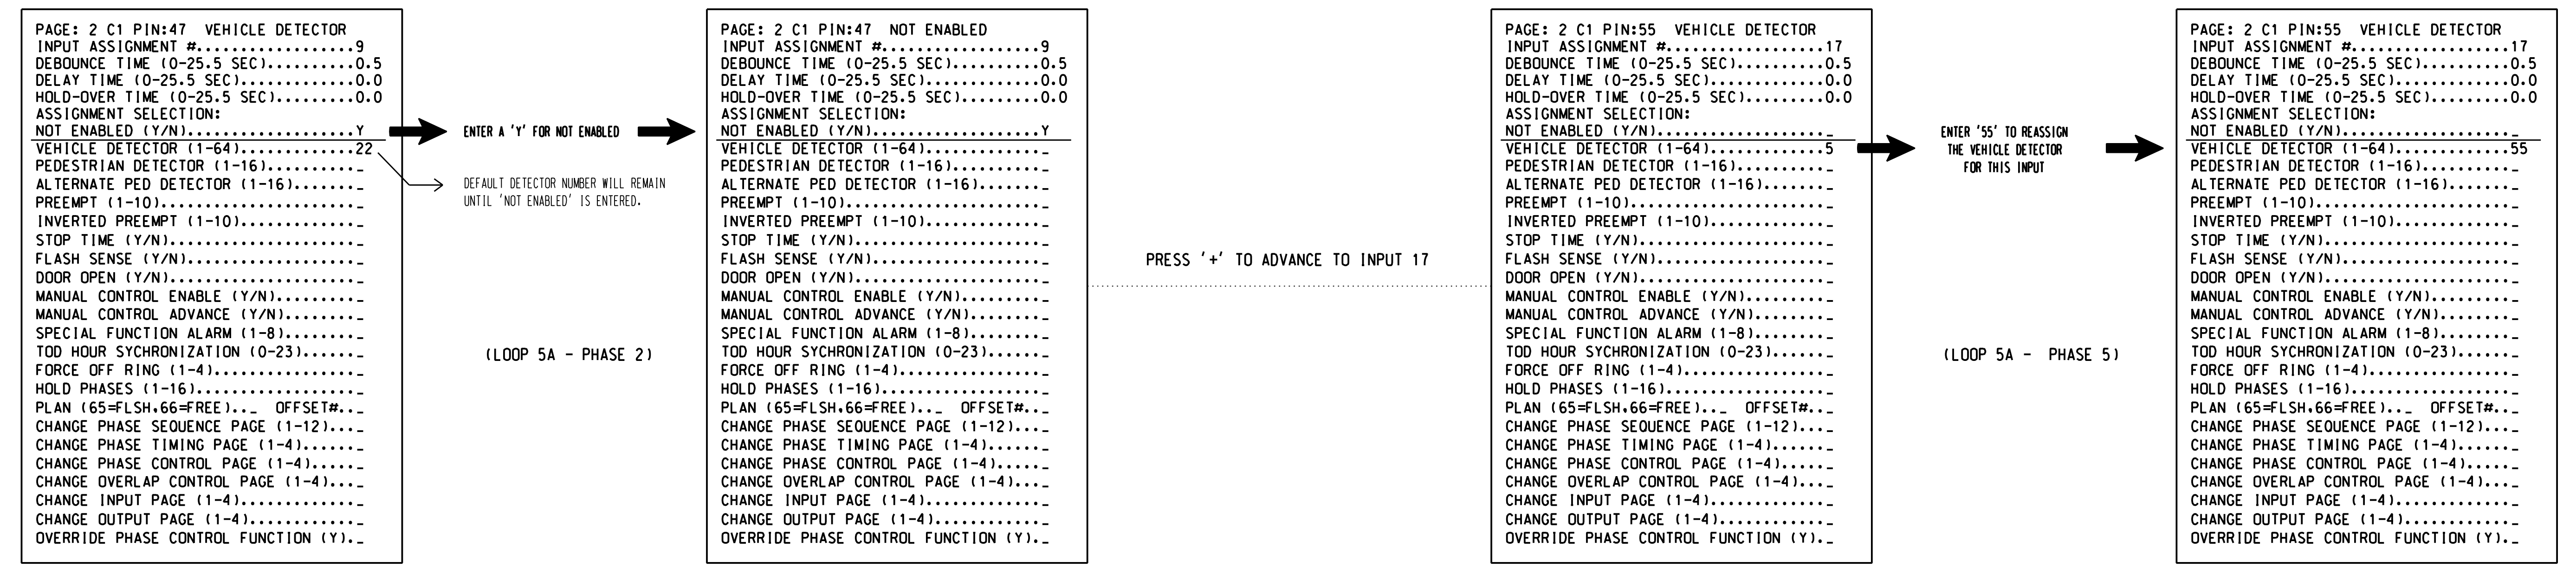 PAGE: 2 C1 PIN:47  VEHICLE DETECTOR
INPUT ASSIGNMENT #..................9
DEBOUNCE TIME (0-25.5 SEC)..........0.5
DELAY TIME (0-25.5 SEC).............0.0
HOLD-OVER TIME (0-25.5 SEC).........0.0
ASSIGNMENT SELECTION:
NOT ENABLED (Y/N)...................Y
VEHICLE DETECTOR (1-64).............22
PEDESTRIAN DETECTOR (1-16)..........._
ALTERNATE PED DETECTOR (1-16)......._
PREEMPT (1-10)......................_
INVERTED PREEMPT (1-10)............._
STOP TIME (Y/N)....................._
FLASH SENSE (Y/N)..................._
DOOR OPEN (Y/N)....................._
MANUAL CONTROL ENABLE (Y/N)........._
MANUAL CONTROL ADVANCE (Y/N)........_
SPECIAL FUNCTION ALARM (1-8)........_
TOD HOUR SYCHRONIZATION (0-23)......_
FORCE OFF RING (1-4)................_
HOLD PHASES (1-16).................._
PLAN (65=FLSH,66=FREE).._  OFFSET#.._
CHANGE PHASE SEQUENCE PAGE (1-12)..._
CHANGE PHASE TIMING PAGE (1-4)......_
CHANGE PHASE CONTROL PAGE (1-4)....._
CHANGE OVERLAP CONTROL PAGE (1-4)..._
CHANGE INPUT PAGE (1-4)............._
CHANGE OUTPUT PAGE (1-4)............_
OVERRIDE PHASE CONTROL FUNCTION (Y)._
ENTER A 'Y' FOR NOT ENABLED
DEFAULT DETECTOR NUMBER WILL REMAIN
UNTIL 'NOT ENABLED' IS ENTERED.
(LOOP 5A - PHASE 2)
PAGE: 2 C1 PIN:47  NOT ENABLED
INPUT ASSIGNMENT #..................9
DEBOUNCE TIME (0-25.5 SEC)..........0.5
DELAY TIME (0-25.5 SEC).............0.0
HOLD-OVER TIME (0-25.5 SEC).........0.0
ASSIGNMENT SELECTION:
NOT ENABLED (Y/N)...................Y
VEHICLE DETECTOR (1-64)............._
PEDESTRIAN DETECTOR (1-16).........._
ALTERNATE PED DETECTOR (1-16)......._
PREEMPT (1-10)......................_
INVERTED PREEMPT (1-10)............._
STOP TIME (Y/N)....................._
FLASH SENSE (Y/N)..................._
DOOR OPEN (Y/N)....................._
MANUAL CONTROL ENABLE (Y/N)........._
MANUAL CONTROL ADVANCE (Y/N)........_
SPECIAL FUNCTION ALARM (1-8)........_
TOD HOUR SYCHRONIZATION (0-23)......_
FORCE OFF RING (1-4)................_
HOLD PHASES (1-16).................._
PLAN (65=FLSH,66=FREE).._  OFFSET#.._
CHANGE PHASE SEQUENCE PAGE (1-12)..._
CHANGE PHASE TIMING PAGE (1-4)......_
CHANGE PHASE CONTROL PAGE (1-4)....._
CHANGE OVERLAP CONTROL PAGE (1-4)..._
CHANGE INPUT PAGE (1-4)............._
CHANGE OUTPUT PAGE (1-4)............_
OVERRIDE PHASE CONTROL FUNCTION (Y)._
PRESS '+' TO ADVANCE TO INPUT 17
PAGE: 2 C1 PIN:55  VEHICLE DETECTOR
INPUT ASSIGNMENT #..................17
DEBOUNCE TIME (0-25.5 SEC)..........0.5
DELAY TIME (0-25.5 SEC).............0.0
HOLD-OVER TIME (0-25.5 SEC).........0.0
ASSIGNMENT SELECTION:
NOT ENABLED (Y/N)..................._
VEHICLE DETECTOR (1-64).............5
PEDESTRIAN DETECTOR (1-16).........._
ALTERNATE PED DETECTOR (1-16)......._
PREEMPT (1-10)......................_
INVERTED PREEMPT (1-10)............._
STOP TIME (Y/N)....................._
FLASH SENSE (Y/N)..................._
DOOR OPEN (Y/N)....................._
MANUAL CONTROL ENABLE (Y/N)........._
MANUAL CONTROL ADVANCE (Y/N)........_
SPECIAL FUNCTION ALARM (1-8)........_
TOD HOUR SYCHRONIZATION (0-23)......_
FORCE OFF RING (1-4)................_
HOLD PHASES (1-16).................._
PLAN (65=FLSH,66=FREE).._  OFFSET#.._
CHANGE PHASE SEQUENCE PAGE (1-12)..._
CHANGE PHASE TIMING PAGE (1-4)......_
CHANGE PHASE CONTROL PAGE (1-4)....._
CHANGE OVERLAP CONTROL PAGE (1-4)..._
CHANGE INPUT PAGE (1-4)............._
CHANGE OUTPUT PAGE (1-4)............_
OVERRIDE PHASE CONTROL FUNCTION (Y)._
ENTER '55' TO REASSIGN
THE VEHICLE DETECTOR
FOR THIS INPUT
(LOOP 5A -  PHASE 5)
PAGE: 2 C1 PIN:55  VEHICLE DETECTOR
INPUT ASSIGNMENT #..................17
DEBOUNCE TIME (0-25.5 SEC)..........0.5
DELAY TIME (0-25.5 SEC).............0.0
HOLD-OVER TIME (0-25.5 SEC).........0.0
ASSIGNMENT SELECTION:
NOT ENABLED (Y/N)..................._
VEHICLE DETECTOR (1-64).............55
PEDESTRIAN DETECTOR (1-16).........._
ALTERNATE PED DETECTOR (1-16)......._
PREEMPT (1-10)......................_
INVERTED PREEMPT (1-10)............._
STOP TIME (Y/N)....................._
FLASH SENSE (Y/N)..................._
DOOR OPEN (Y/N)....................._
MANUAL CONTROL ENABLE (Y/N)........._
MANUAL CONTROL ADVANCE (Y/N)........_
SPECIAL FUNCTION ALARM (1-8)........_
TOD HOUR SYCHRONIZATION (0-23)......_
FORCE OFF RING (1-4)................_
HOLD PHASES (1-16).................._
PLAN (65=FLSH,66=FREE).._  OFFSET#.._
CHANGE PHASE SEQUENCE PAGE (1-12)..._
CHANGE PHASE TIMING PAGE (1-4)......_
CHANGE PHASE CONTROL PAGE (1-4)....._
CHANGE OVERLAP CONTROL PAGE (1-4)..._
CHANGE INPUT PAGE (1-4)............._
CHANGE OUTPUT PAGE (1-4)............_
OVERRIDE PHASE CONTROL FUNCTION (Y)._